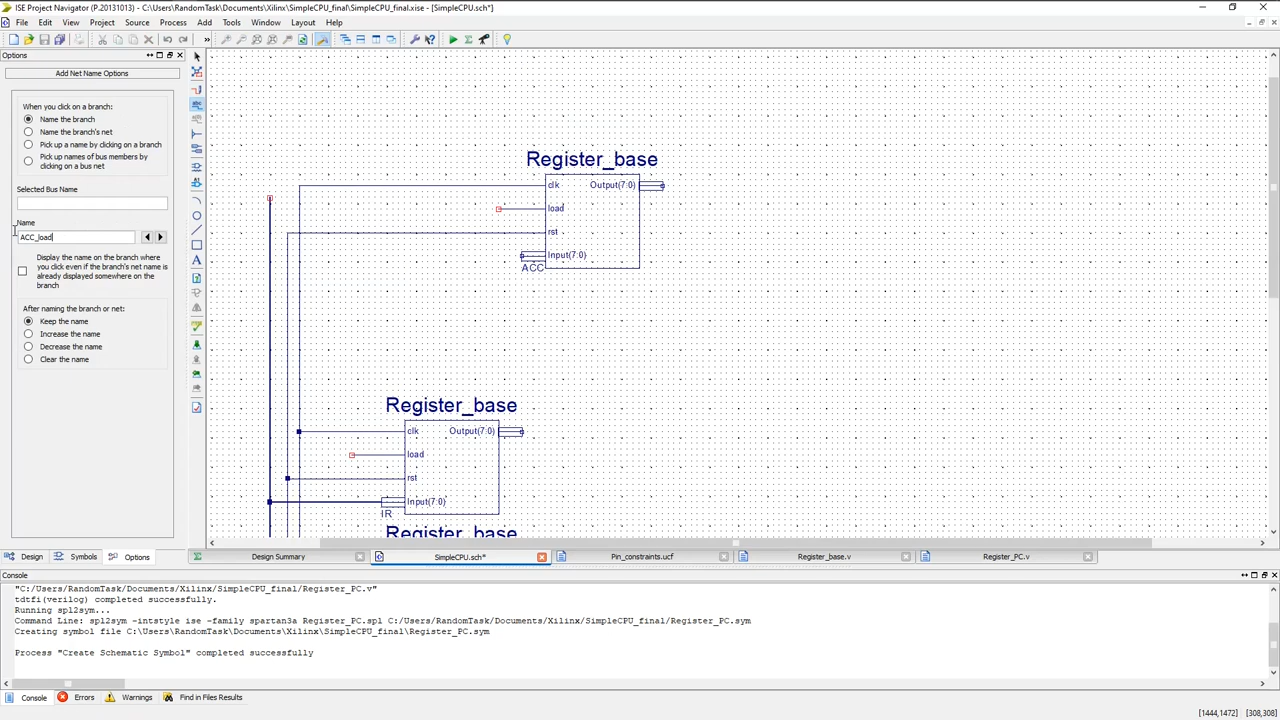 ISE Project Navigator (P.20131013) - C:\Users\RandomTask\Documents\Xilinx\SimpleCPU_final\SimpleCPU_final.xise - [SimpleCPU.sch*]
File Edit View Project Source Process Add Tools Window Layout Help
Options
Add Net Name Options
When you click on a branch:
Name the branch
Name the branch's net
Pick up a name by clicking on a branch
Pick up names of bus members by
clicking on a bus net
Selected Bus Name
Name
ACC_load
Display the name on the branch where
you click even if the branch's net name is
already displayed somewhere on the
branch
After naming the branch or net:
Keep the name
Increase the name
Decrease the name
Clear the name
Register_base
clk Output(7:0)
load
rst
Input(7:0)
ACC
Register_base
clk Output(7:0)
load
rst
Input(7:0)
IR
Register_base
Design Symbols Options
Design Summary SimpleCPU.sch* Pin_constraints.ucf Register_base.v Register_PC.v
Console
"C:/Users/RandomTask/Documents/Xilinx/SimpleCPU_final/Register_PC.v"
tdtfi(verilog) completed successfully.
Running spl2sym...
Command Line: spl2sym -intstyle ise -family spartan3a Register_PC.spl C:/Users/RandomTask/Documents/Xilinx/SimpleCPU_final/Register_PC.sym
Creating symbol file C:\Users\RandomTask\Documents\Xilinx\SimpleCPU_final\Register_PC.sym
Process "Create Schematic Symbol" completed successfully
Console Errors Warnings Find in Files Results
[1444,1472] [308,308]